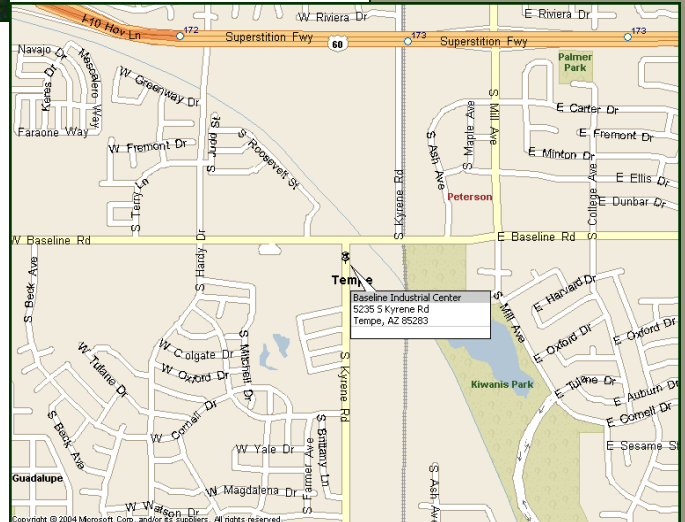 W Riviera Dr
E Riviera Dr
I-10 Hov Ln
172
Superstition Fwy
60
173
Superstition Fwy
173
Navajo Dr
Mescalero Way
Keres Dr
W Greenway Dr
Palmer
Park
Faraone Way
W Fremont Dr
S Judd St
S Roosevelt St
S Mill Ave
S Maple Ave
S Ash Ave
E Carter Dr
E Fremont Dr
E Minton Dr
E Ellis Dr
E Dunbar Dr
S College Ave
S Terry Ln
S Kyrene Rd
Peterson
W Baseline Rd
E Baseline Rd
S Hardy Dr
S Beck Ave
Tempe
Baseline Industrial Center
5235 S Kyrene Rd
Tempe, AZ 85283
S Mill Ave
E Harvard Dr
E Oxford Dr
E Oxford Dr
W Colgate Dr
W Oxford Dr
W Tulane Dr
S Mitchell Dr
S Kyrene Rd
Kiwanis Park
E Tulane Dr
E Auburn Dr
E Cornell Dr
W Cornell Dr
S Beck Ave
W Yale Dr
S Farmer Ave
S Brittany Ln
E Sesame St
Guadalupe
W Magdalena Dr
S Ash Ave
W Watson Dr
Copyright © 2004 Microsoft Corp. and/or its suppliers. All rights reserved.